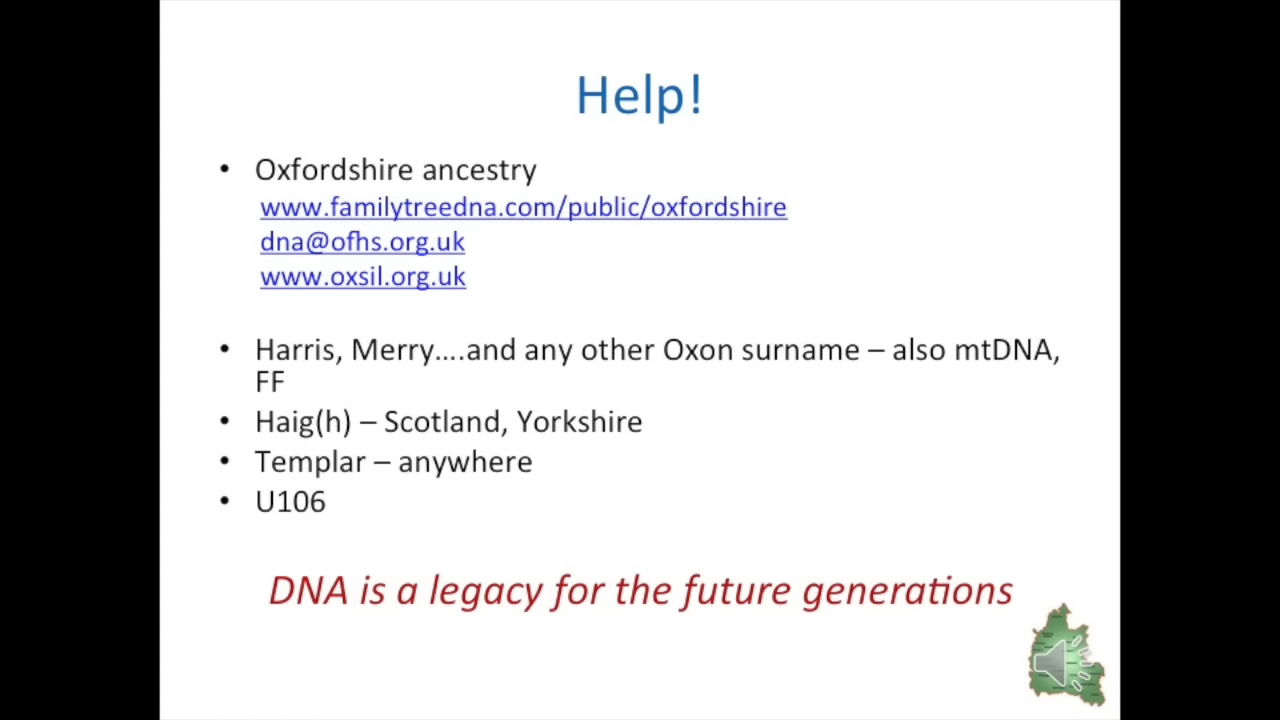 Help!
• Oxfordshire ancestry
www.familytreedna.com/public/oxfordshire
dna@ofhs.org.uk
www.oxsil.org.uk
• Harris, Merry….and any other Oxon surname – also mtDNA,
FF
• Haig(h) – Scotland, Yorkshire
• Templar – anywhere
• U106
DNA is a legacy for the future generations